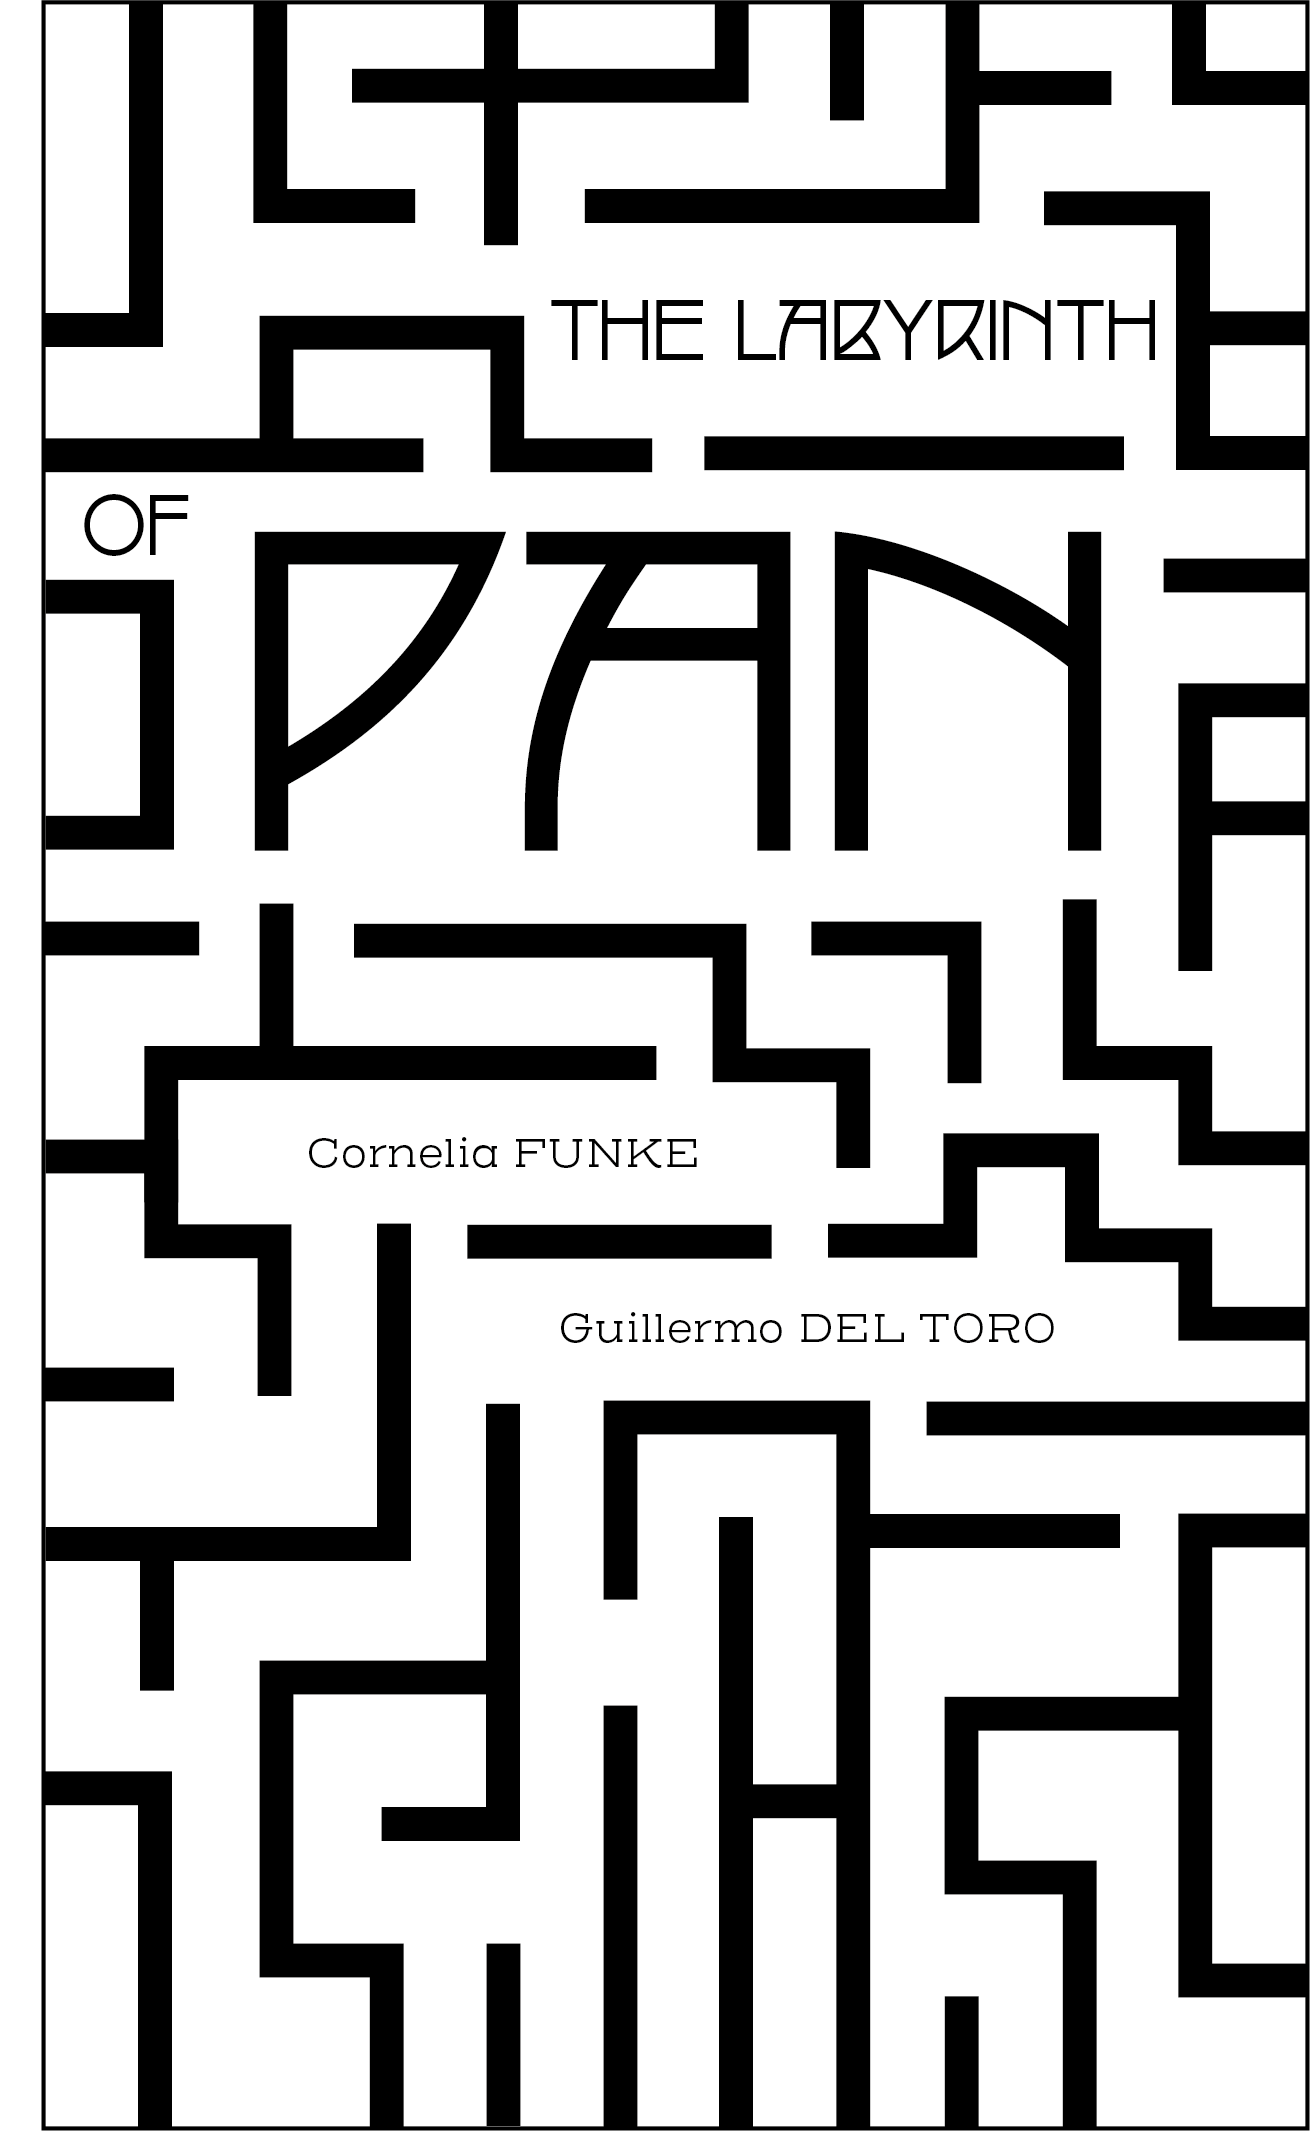 THE LABYRINTH
OF
PAN
Cornelia FUNKE
Guillermo DEL TORO